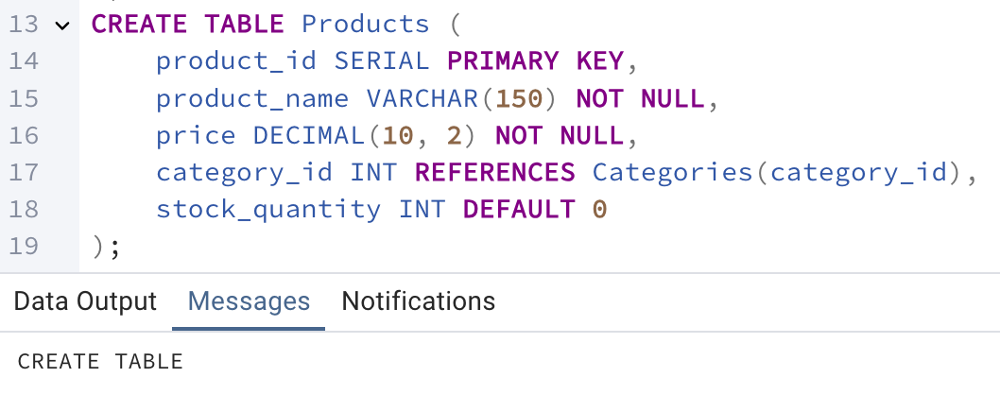 13 CREATE TABLE Products (
14 product_id SERIAL PRIMARY KEY,
15 product_name VARCHAR(150) NOT NULL,
16 price DECIMAL(10, 2) NOT NULL,
17 category_id INT REFERENCES Categories(category_id),
18 stock_quantity INT DEFAULT 0
19 );
Data Output Messages Notifications
CREATE TABLE